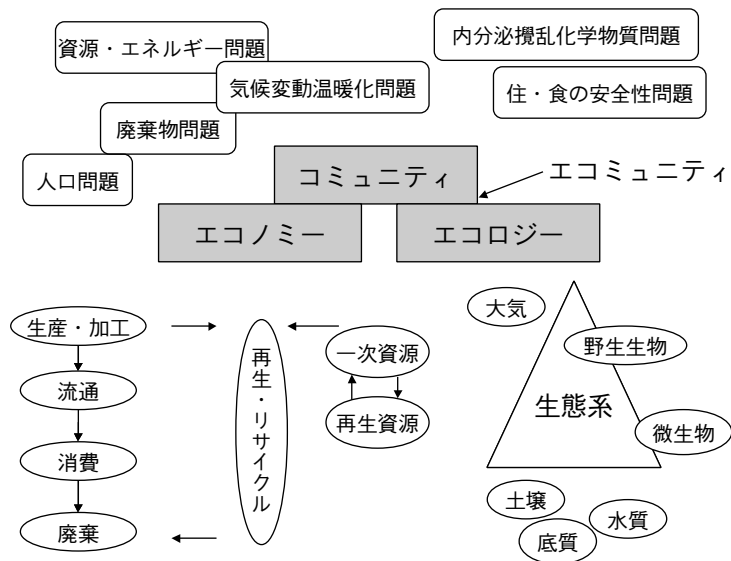 資源・エネルギー問題
内分泌攪乱化学物質問題
気候変動温暖化問題
住・食の安全性問題
廃棄物問題
人口問題
コミュニティ
エコミュニティ
エコノミー
エコロジー
生産・加工
流通
消費
廃棄
再生・リサイクル
一次資源
再生資源
大気
野生生物
生態系
微生物
土壌
水質
底質